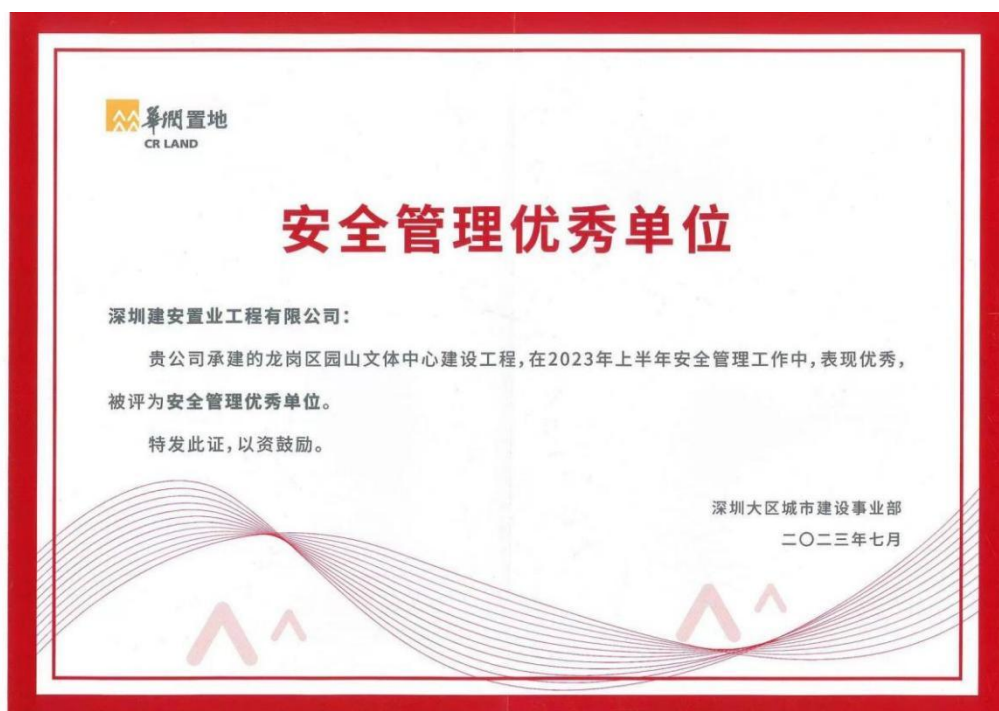 華潤置地
CR LAND
安全管理优秀单位
深圳建安置业工程有限公司：
贵公司承建的龙岗区园山文体中心建设工程，在2023年上半年安全管理工作中，表现优秀，
被评为安全管理优秀单位。
特发此证，以资鼓励。
深圳大区城市建设事业部
二〇二三年七月